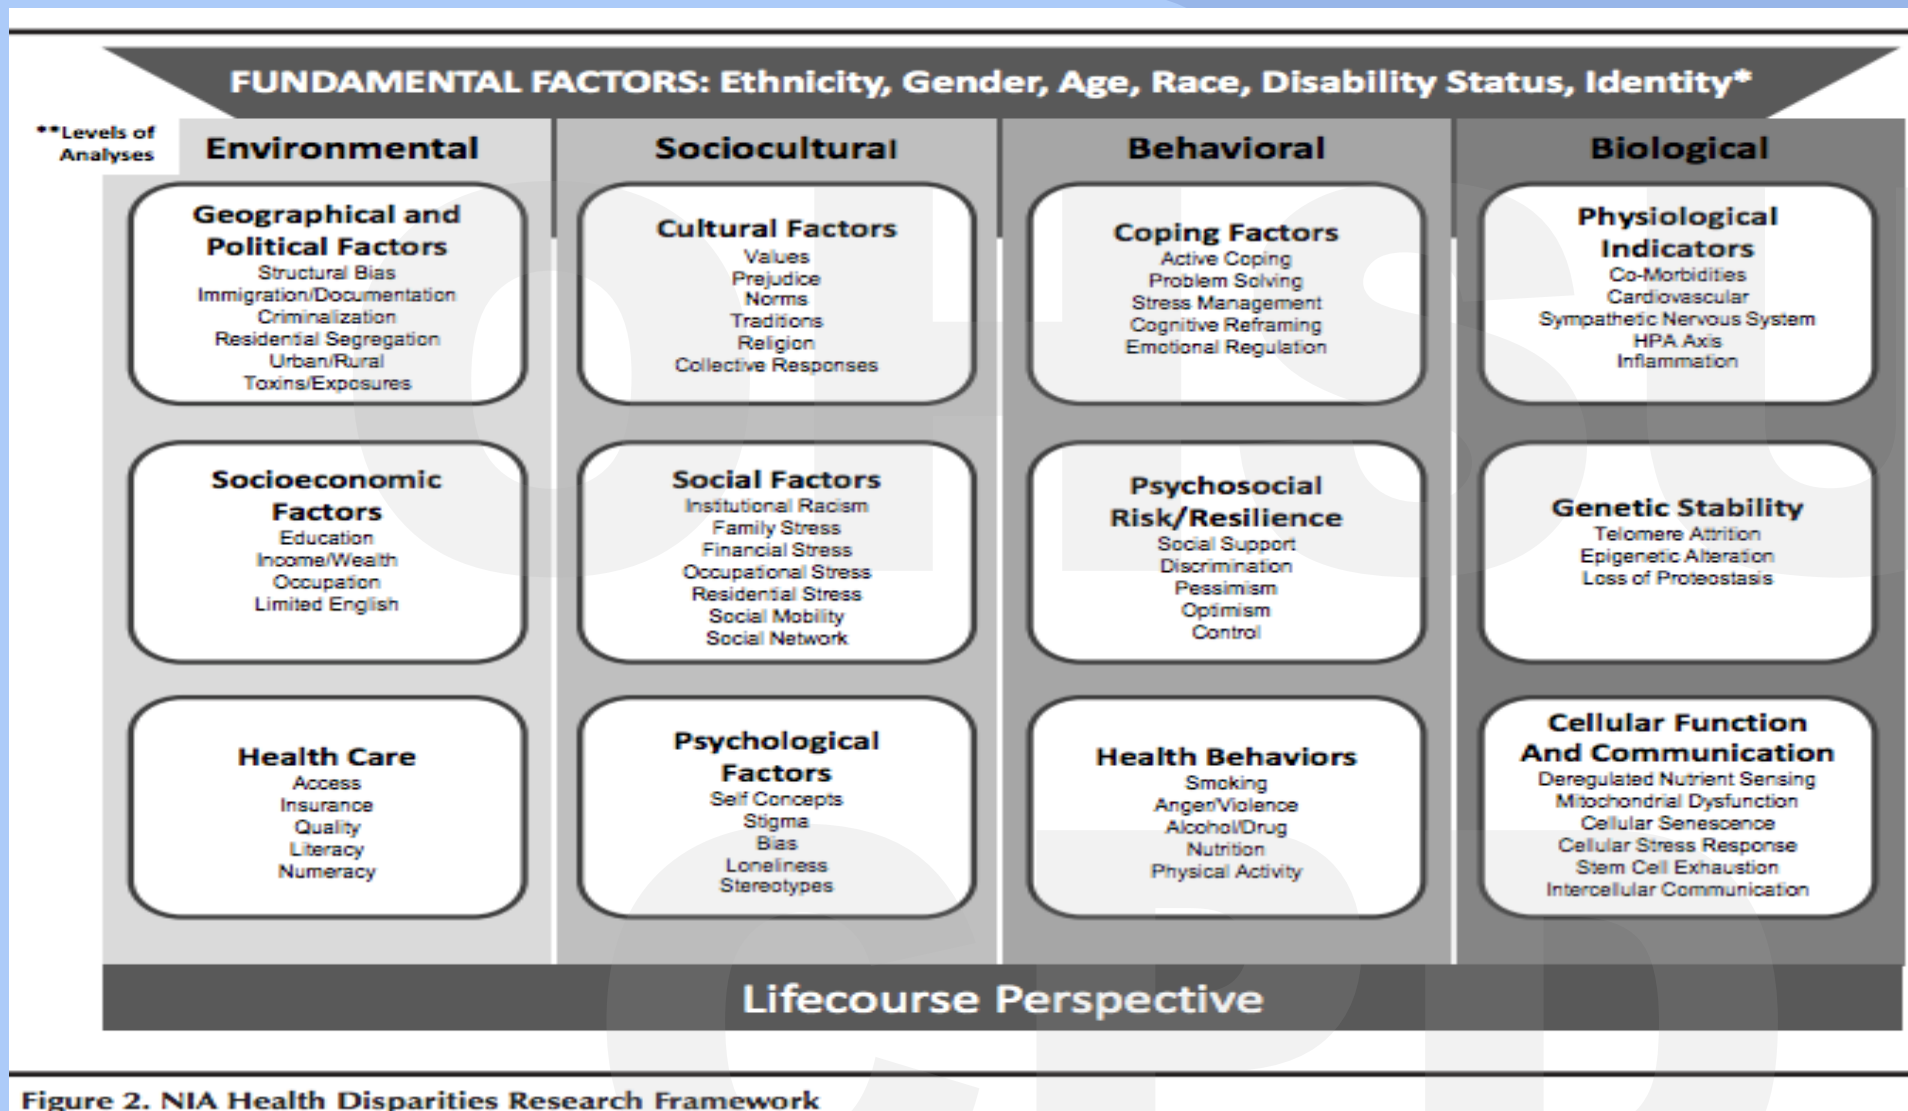 FUNDAMENTAL FACTORS: Ethnicity, Gender, Age, Race, Disability Status, Identity*
**Levels of
Analyses
Environmental
Geographical and
Political Factors
Structural Bias
Immigration/Documentation
Criminalization
Residential Segregation
Urban/Rural
Toxins/Exposures
Socioeconomic
Factors
Education
Income/Wealth
Occupation
Limited English
Health Care
Access
Insurance
Quality
Literacy
Numeracy
Sociocultural
Cultural Factors
Values
Prejudice
Norms
Traditions
Religion
Collective Responses
Social Factors
Institutional Racism
Family Stress
Financial Stress
Occupational Stress
Residential Stress
Social Mobility
Social Network
Psychological
Factors
Self Concepts
Stigma
Bias
Loneliness
Stereotypes
Behavioral
Coping Factors
Active Coping
Problem Solving
Stress Management
Cognitive Reframing
Emotional Regulation
Psychosocial
Risk/Resilience
Social Support
Discrimination
Pessimism
Optimism
Control
Health Behaviors
Smoking
Anger/Violence
Alcohol/Drug
Nutrition
Physical Activity
Biological
Physiological
Indicators
Co-Morbidities
Cardiovascular
Sympathetic Nervous System
HPA Axis
Inflammation
Genetic Stability
Telomere Attrition
Epigenetic Alteration
Loss of Proteostasis
Cellular Function
And Communication
Deregulated Nutrient Sensing
Mitochondrial Dysfunction
Cellular Senescence
Cellular Stress Response
Stem Cell Exhaustion
Intercellular Communication
Lifecourse Perspective
Figure 2. NIA Health Disparities Research Framework
OHSU
CPD